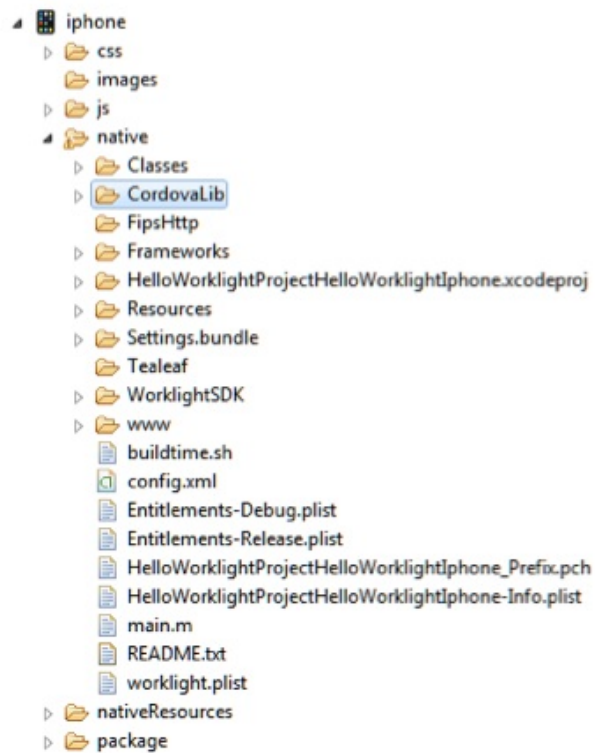 iphone
css
images
js
native
Classes
CordovaLib
FipsHttp
Frameworks
HelloWorklightProjectHelloWorklightIphone.xcodeproj
Resources
Settings.bundle
Tealeaf
WorklightSDK
www
buildtime.sh
config.xml
Entitlements-Debug.plist
Entitlements-Release.plist
HelloWorklightProjectHelloWorklightIphone_Prefix.pch
HelloWorklightProjectHelloWorklightIphone-Info.plist
main.m
README.txt
worklight.plist
nativeResources
package